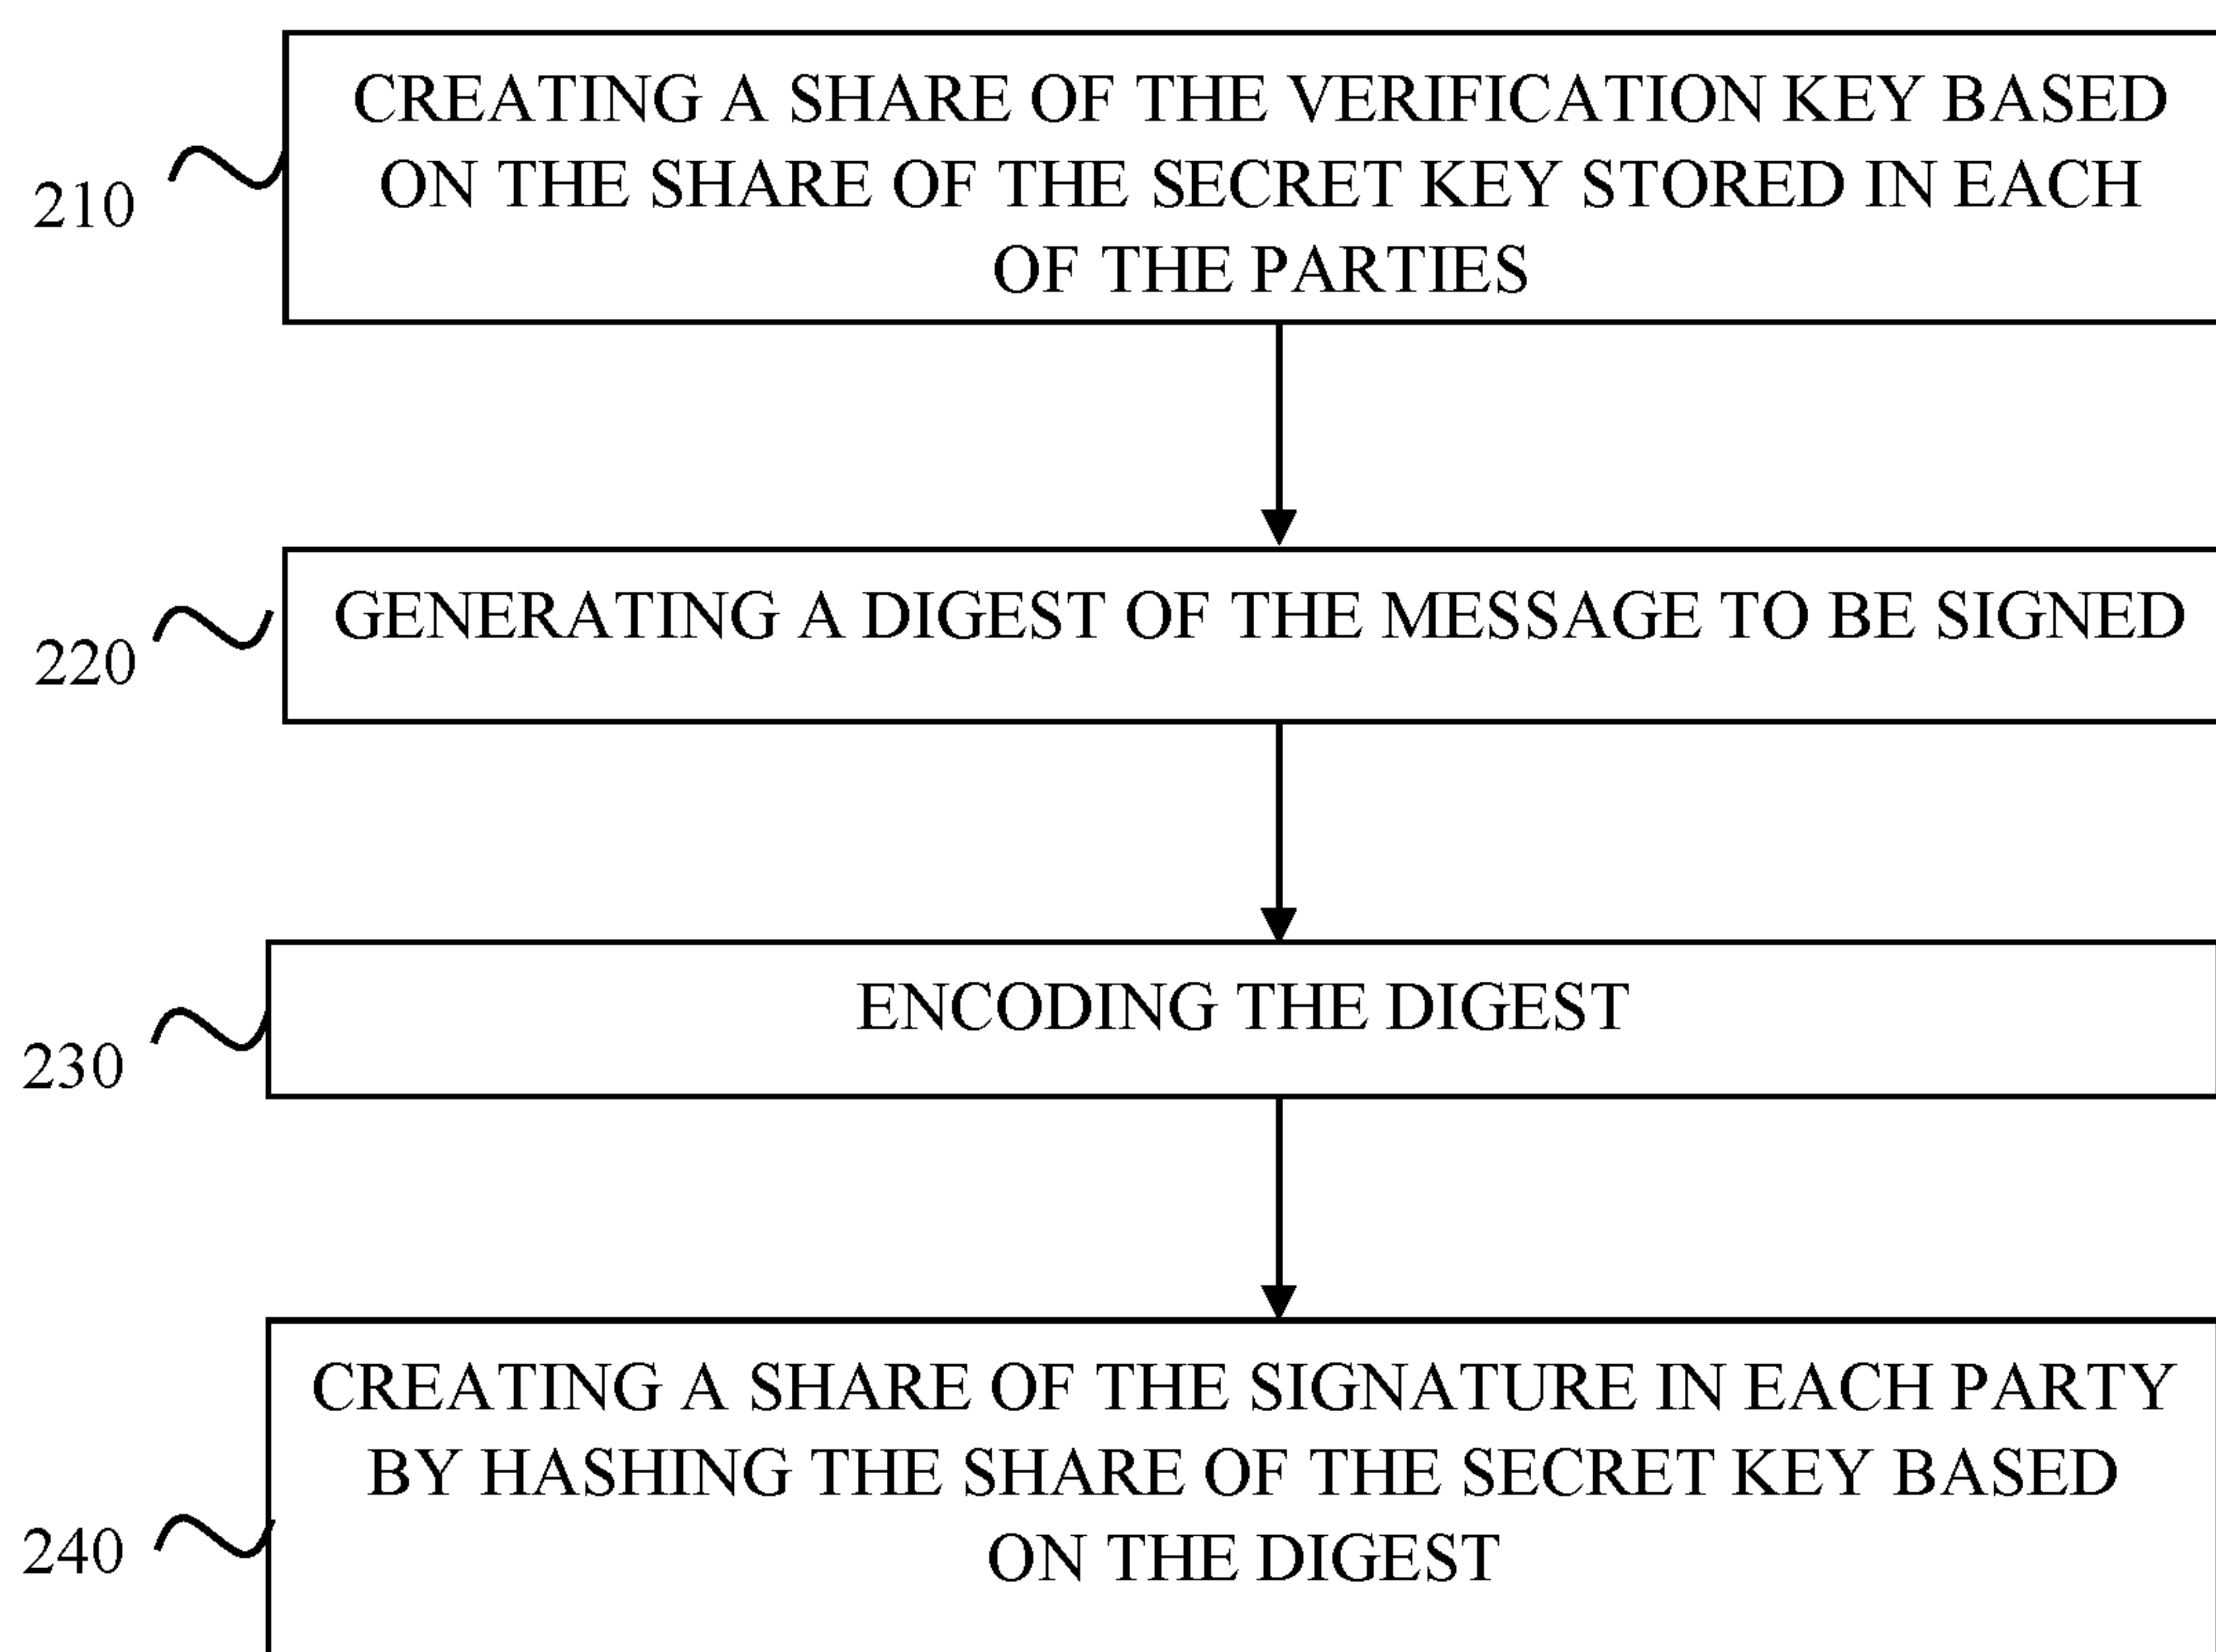 CREATING A SHARE OF THE VERIFICATION KEY BASED
ON THE SHARE OF THE SECRET KEY STORED IN EACH
OF THE PARTIES
210
GENERATING A DIGEST OF THE MESSAGE TO BE SIGNED
220
ENCODING THE DIGEST
230
CREATING A SHARE OF THE SIGNATURE IN EACH PARTY
BY HASHING THE SHARE OF THE SECRET KEY BASED
ON THE DIGEST
240